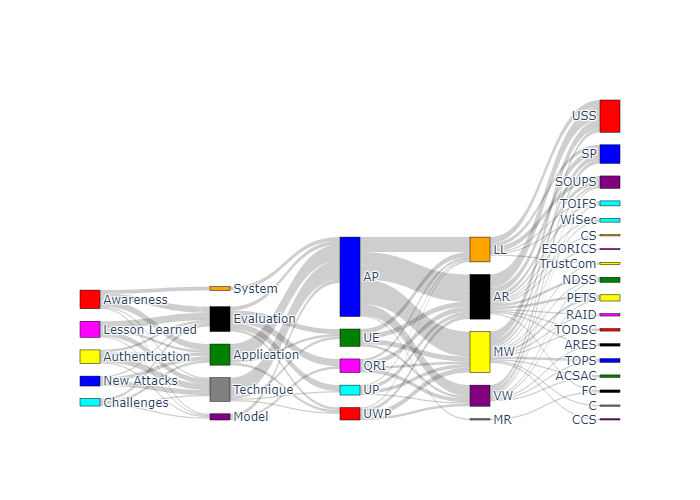 Awareness
Lesson Learned
Authentication
New Attacks
Challenges
System
Evaluation
Application
Technique
Model
AP
UE
QRI
UP
UWP
LL
AR
MW
VW
MR
USS
SP
SOUPS
TOIFS
WiSec
CS
ESORICS
TrustCom
NDSS
PETS
RAID
TODSC
ARES
TOPS
ACSAC
FC
C
CCS